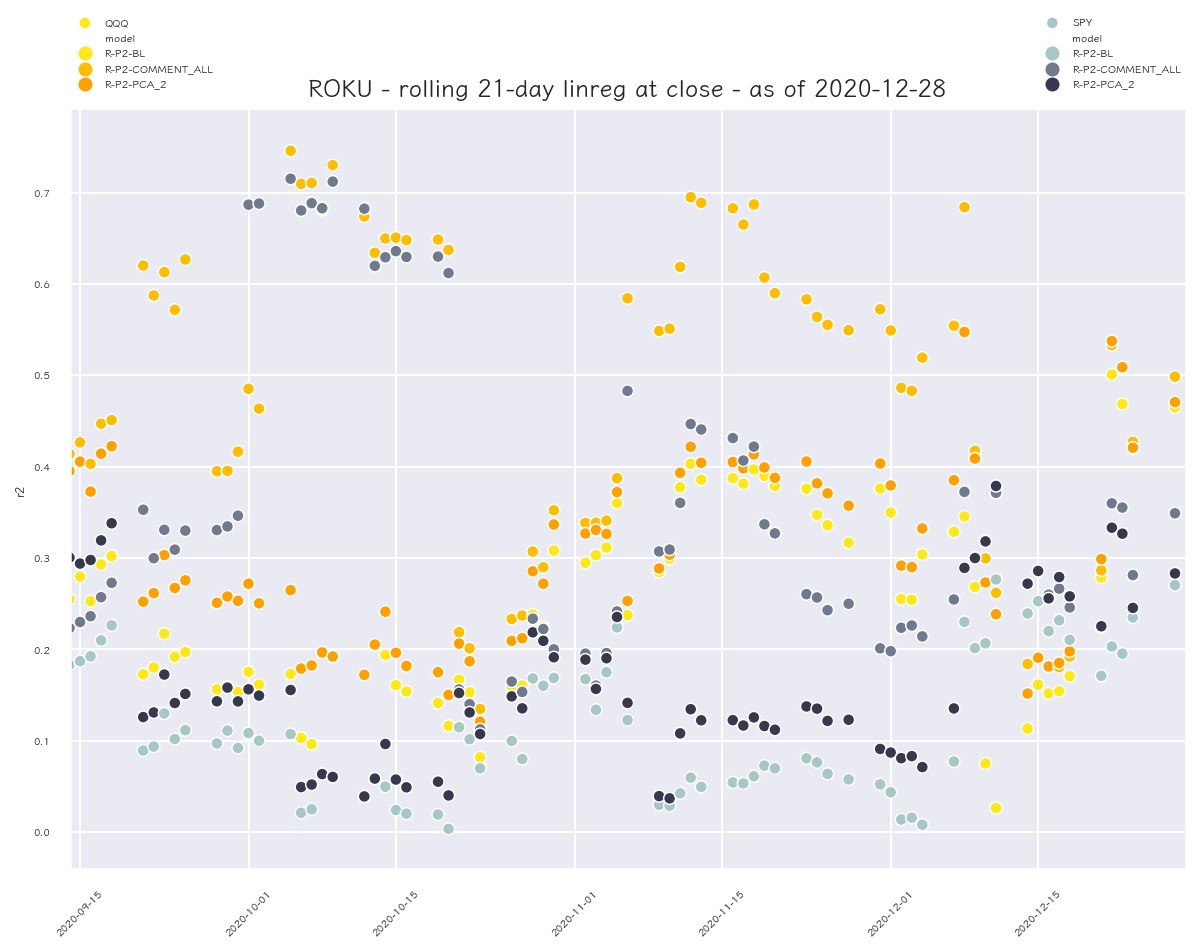 QQQ
model
R-P2-BL
R-P2-COMMENT_ALL
R-P2-PCA_2
SPY
model
R-P2-BL
R-P2-COMMENT_ALL
R-P2-PCA_2
ROKU - rolling 21-day linreg at close - as of 2020-12-28
0.7
0.6
0.5
0.4
0.3
0.2
0.1
0.0
r2
2020-09-15
2020-10-01
2020-10-15
2020-11-01
2020-11-15
2020-12-01
2020-12-15